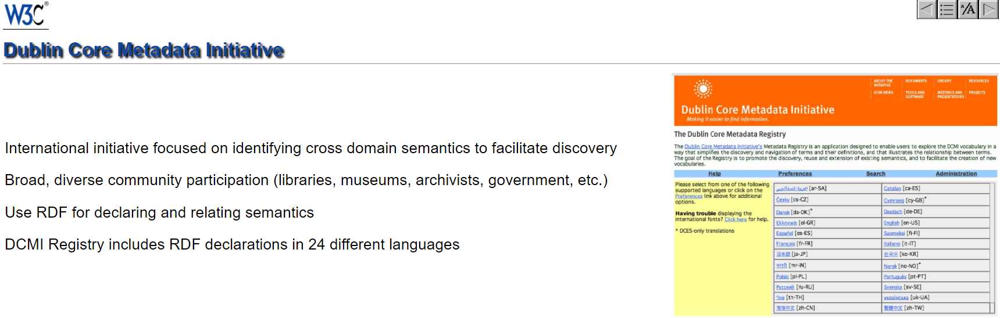 W3C®
A/A
Dublin Core Metadata Initiative
International initiative focused on identifying cross domain semantics to facilitate discovery
Broad, diverse community participation (libraries, museums, archivists, government, etc.)
Use RDF for declaring and relating semantics
DCMI Registry includes RDF declarations in 24 different languages
ABOUT THE INITIATIVE DOCUMENTS GROUPS RESOURCES
DCMI NEWS TOOLS AND SOFTWARE MEETINGS AND PRESENTATIONS PROJECTS
Dublin Core Metadata Initiative
Making it easier to find information.
The Dublin Core Metadata Registry
The Dublin Core Metadata Initiative's Metadata Registry is an application designed to enable users to explore the DCMI vocabulary in a
way that simplifies the discovery and navigation of terms and their definitions, and that illustrates the relationship between terms.
The goal of the Registry is to promote the discovery, reuse and extension of existing semantics, and to facilitate the creation of new
vocabularies.
Help Preferences Search Administration
Please select from one of the following
supported languages or click on the
Preferences link above for additional
options.
Having trouble displaying the
international fonts? Click here for help.
* DCES-only translations
[ar-SA] Catalan [ca-ES]
Česky [cs-CZ] Cymraeg [cy-GB]*
Dansk [da-DK]* Deutsch [de-DE]
Ελληνικά [el-GR] English [en-US]
Español [es-ES] Suomeksi [fi-FI]
Français [fr-FR] Italiano [it-IT]
日本語 [ja-JP] 한국어 [ko-KR]
मराठी [mr-IN] Norsk [no-NO]*
Polski [pl-PL] Português [pt-PT]
Русский [ru-RU] Svenska [sv-SE]
ไทย [th-TH] українська [uk-UA]
简体中文 [zh-CN] 繁體中文 [zh-TW]